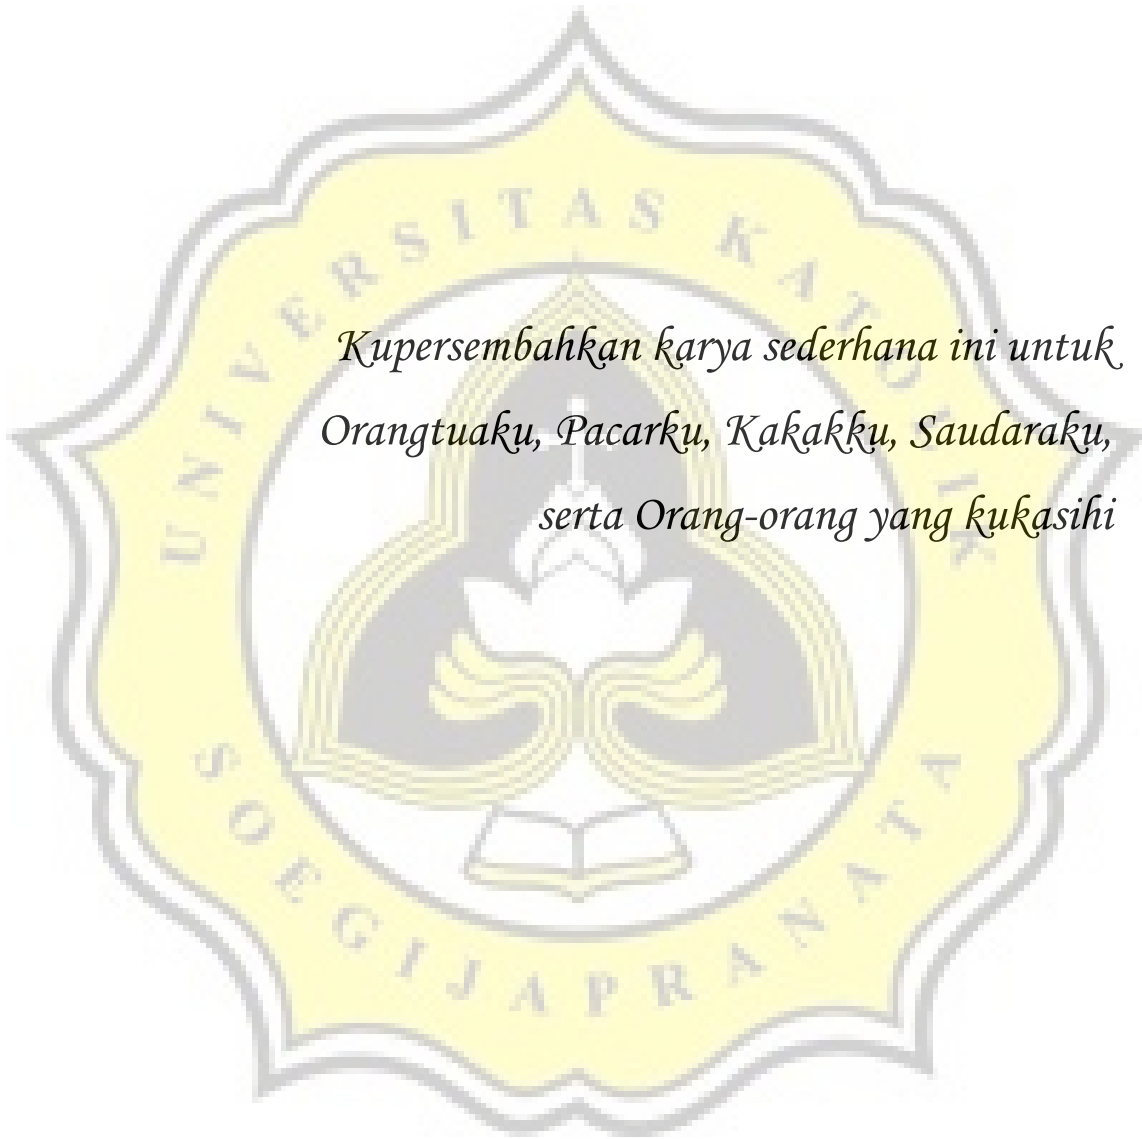 UNIVERSITAS KATOLIK
Kupersembahkan karya sederhana ini untuk
Orangtuaku, Pacarku, Kakakku, Saudaraku,
serta Orang-orang yang kukasihi
SOEGIJAPRANATA